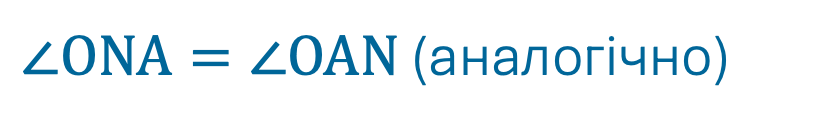 ∠ONA = ∠OAN (аналогічно)